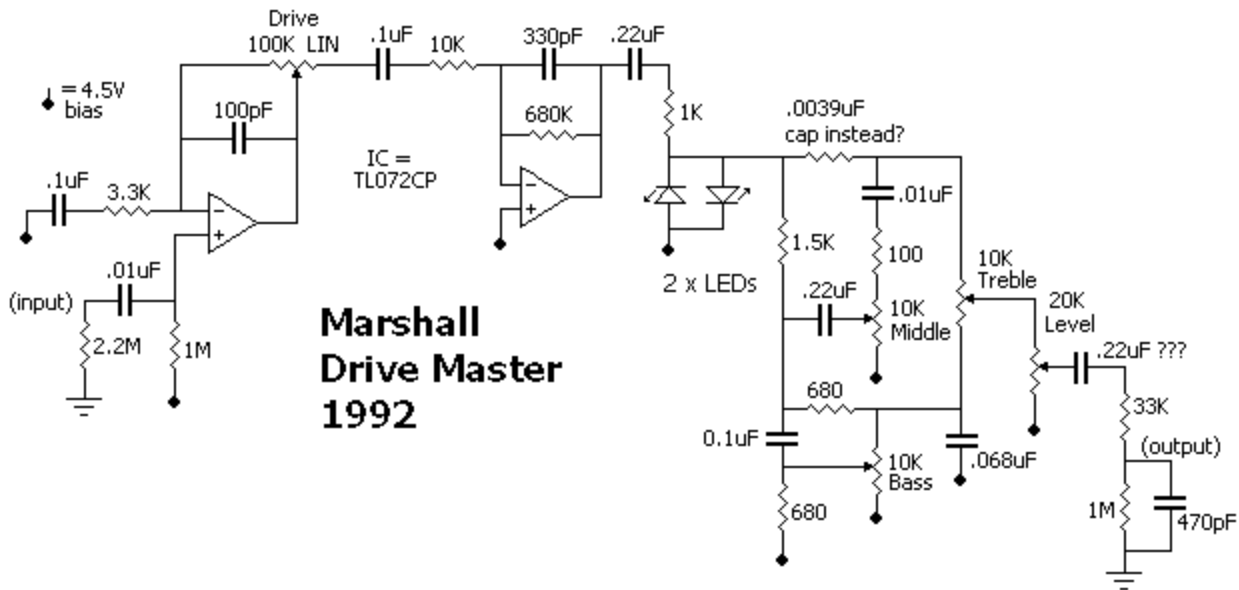 Drive
100K LIN
.1uF
10K
330pF
.22uF
= 4.5V
bias
100pF
680K
1K
.0039uF
cap instead?
IC =
TL072CP
.1uF
3.3K
−
+
−
+
.01uF
1.5K
100
10K
Treble
2 x LEDs
.01uF
(input)
2.2M
1M
.22uF
10K
Middle
20K
Level
.22uF ???
Marshall
Drive Master
1992
680
33K
0.1uF
10K
Bass
.068uF
(output)
680
1M
470pF